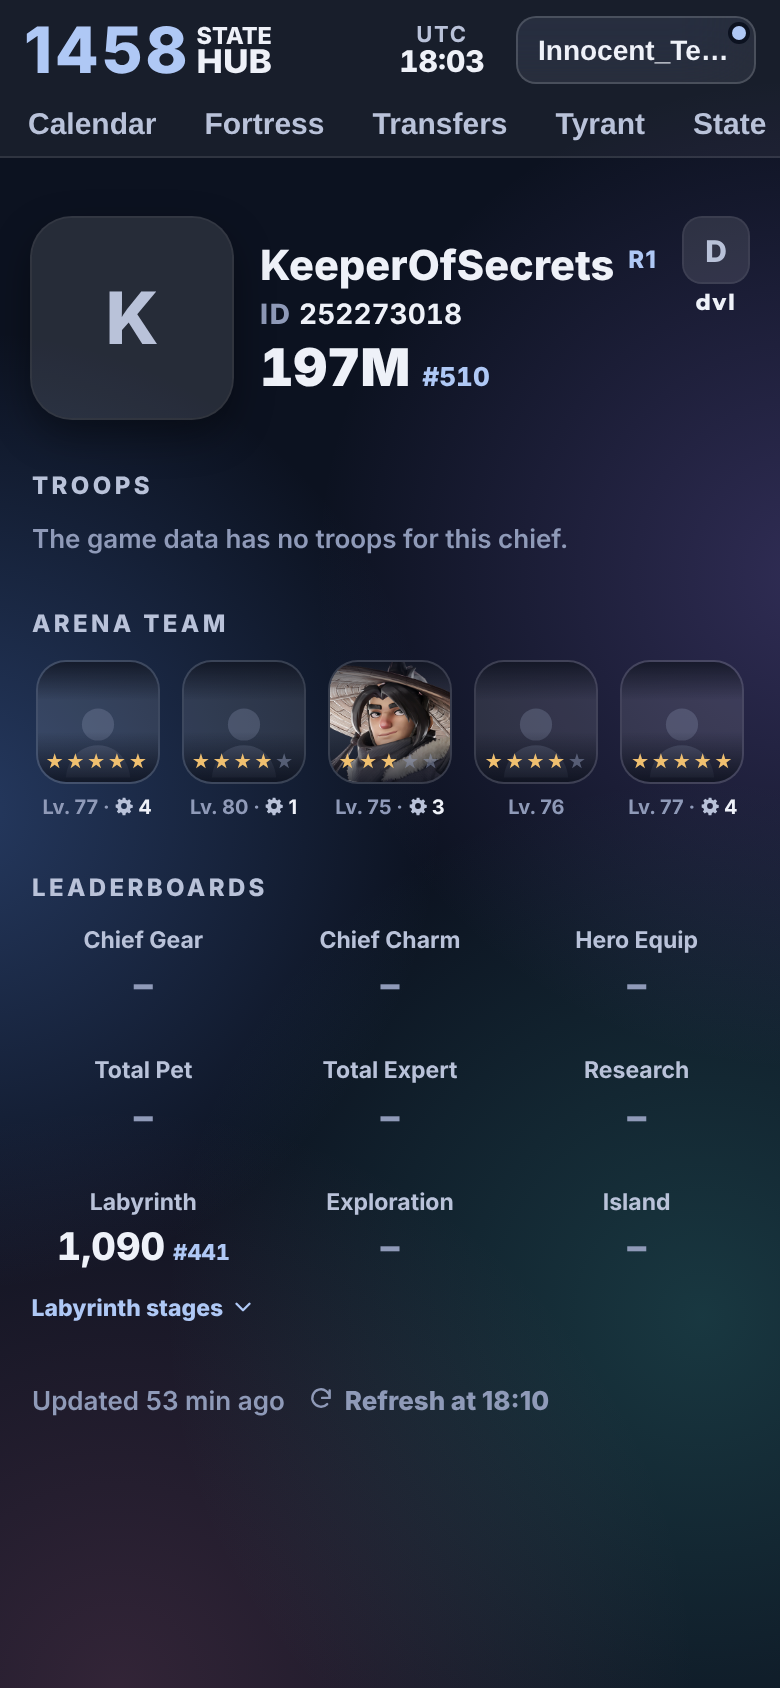 1458 STATE HUB
UTC
18:03
Innocent_Te...
Calendar Fortress Transfers Tyrant State
K
KeeperOfSecrets R1
ID 252273018
197M #510
D
dvl
TROOPS
The game data has no troops for this chief.
ARENA TEAM
Lv. 77 · 4
Lv. 80 · 1
Lv. 75 · 3
Lv. 76
Lv. 77 · 4
LEADERBOARDS
Chief Gear
–
Chief Charm
–
Hero Equip
–
Total Pet
–
Total Expert
–
Research
–
Labyrinth
1,090 #441
Exploration
–
Island
–
Labyrinth stages
Updated 53 min ago Refresh at 18:10